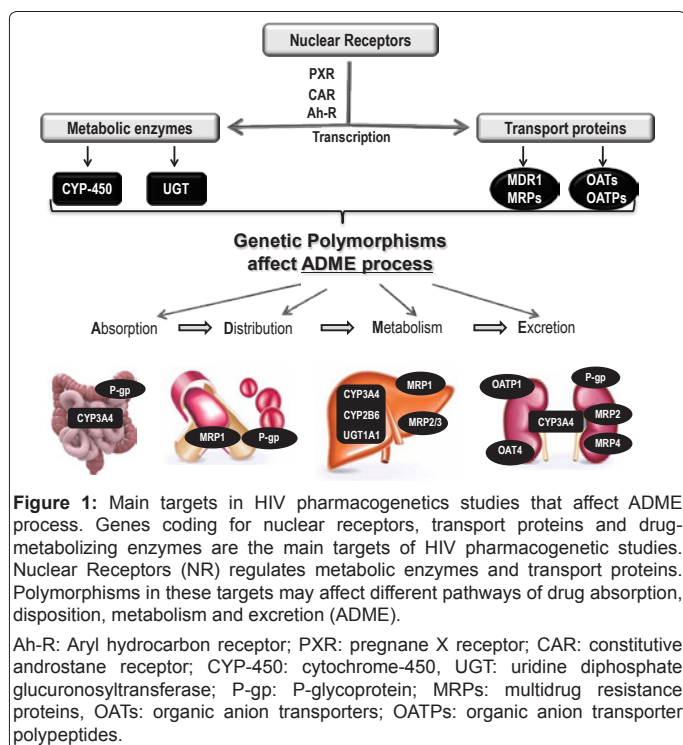 Nuclear Receptors
PXR
CAR
Ah-R
Metabolic enzymes
Transcription
Transport proteins
CYP-450
UGT
MDR1
MRPs
OATs
OATPs
Genetic Polymorphisms
affect ADME process
Absorption
Distribution
Metabolism
Excretion
P-gp
CYP3A4
MRP1
P-gp
CYP3A4
CYP2B6
UGT1A1
MRP1
MRP2/3
OATP1
OAT4
CYP3A4
P-gp
MRP2
MRP4
Figure 1: Main targets in HIV pharmacogenetics studies that affect ADME
process. Genes coding for nuclear receptors, transport proteins and drug-
metabolizing enzymes are the main targets of HIV pharmacogenetic studies.
Nuclear Receptors (NR) regulates metabolic enzymes and transport proteins.
Polymorphisms in these targets may affect different pathways of drug absorption,
disposition, metabolism and excretion (ADME).
Ah-R: Aryl hydrocarbon receptor; PXR: pregnane X receptor; CAR: constitutive
androstane receptor; CYP-450: cytochrome-450, UGT: uridine diphosphate
glucuronosyltransferase; P-gp: P-glycoprotein; MRPs: multidrug resistance
proteins, OATs: organic anion transporters; OATPs: organic anion transporter
polypeptides.